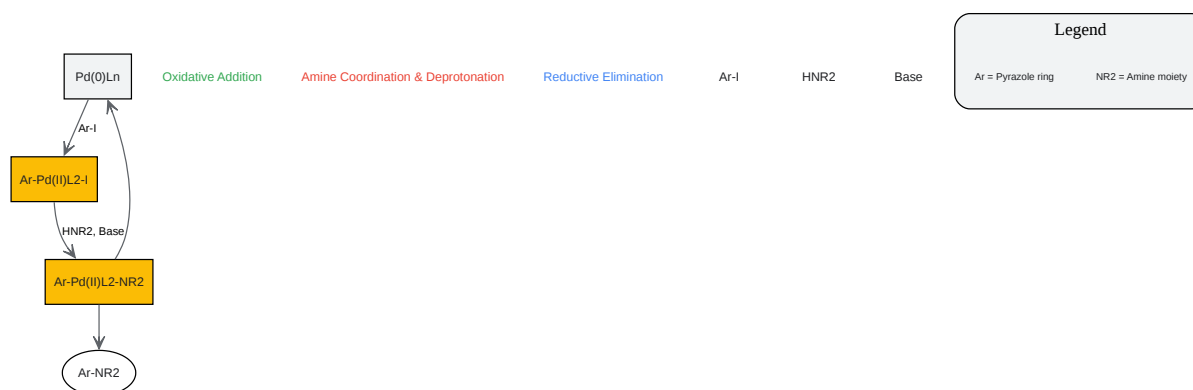 Legend
Pd(0)Ln
Oxidative Addition
Amine Coordination & Deprotonation
Reductive Elimination
Ar-I
HNR2
Base
Ar = Pyrazole ring
NR2 = Amine moiety
Ar-I
Ar-Pd(II)L2-I
HNR2, Base
Ar-Pd(II)L2-NR2
Ar-NR2